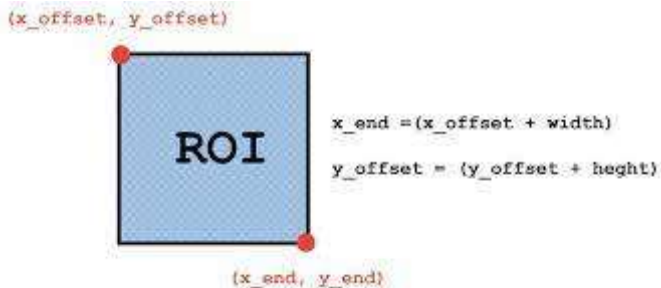 (x_offset, y_offset)
ROI
x_end =(x_offset + width)
y_offset = (y_offset + heght)
(x_end, y_end)